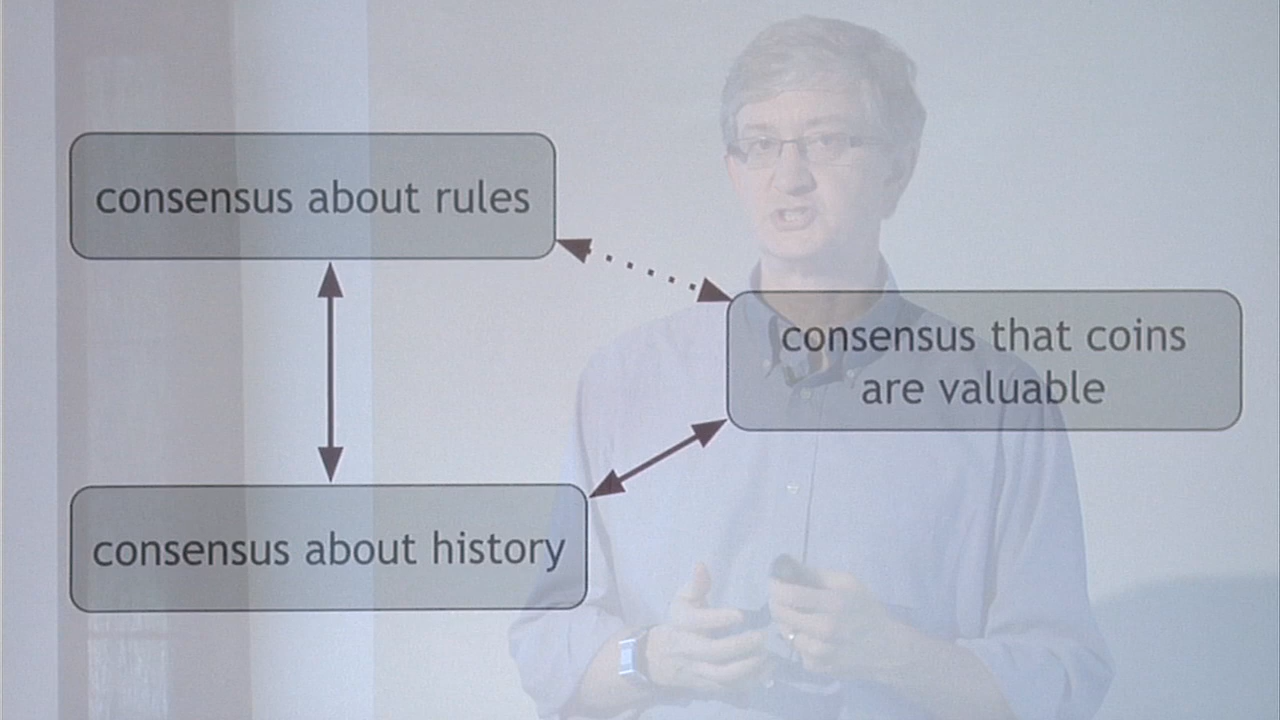 consensus about rules
consensus that coins
are valuable
consensus about history